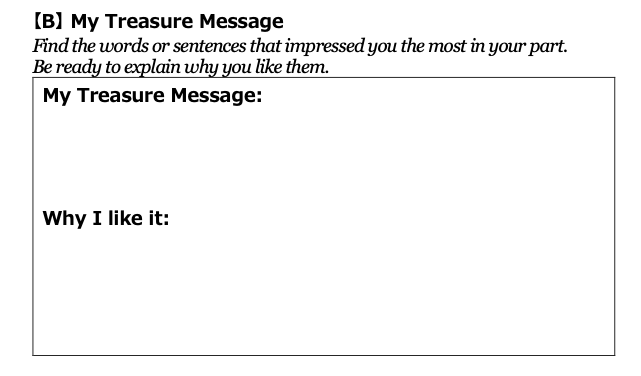 【B】 My Treasure Message
Find the words or sentences that impressed you the most in your part.
Be ready to explain why you like them.
My Treasure Message:
Why I like it: